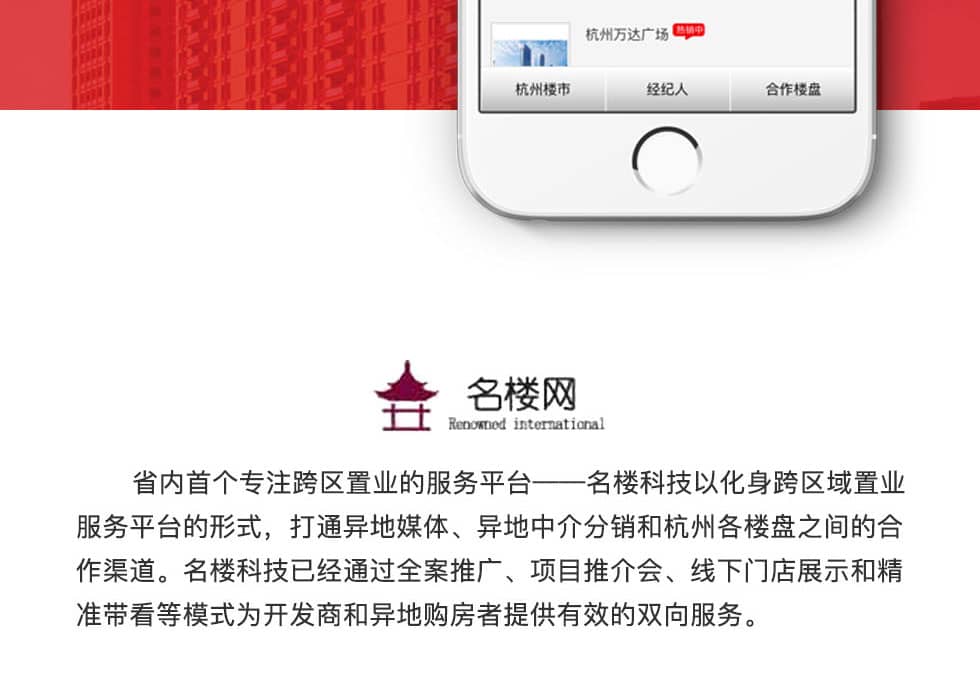 杭州万达广场 热销中
杭州楼市 经纪人 合作楼盘
名楼网
Renowned international
省内首个专注跨区置业的服务平台——名楼科技以化身跨区域置业
服务平台的形式，打通异地媒体、异地中介分销和杭州各楼盘之间的合
作渠道。名楼科技已经通过全案推广、项目推介会、线下门店展示和精
准带看等模式为开发商和异地购房者提供有效的双向服务。